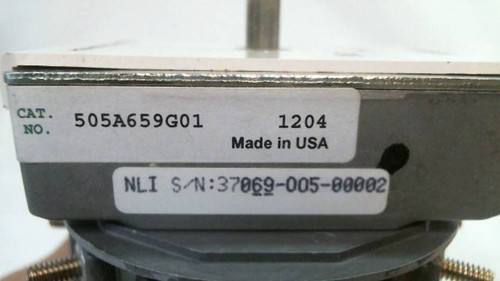 CAT. 505A659G01 1204
NO.
Made in USA
NLI S/N:37069-005-00002